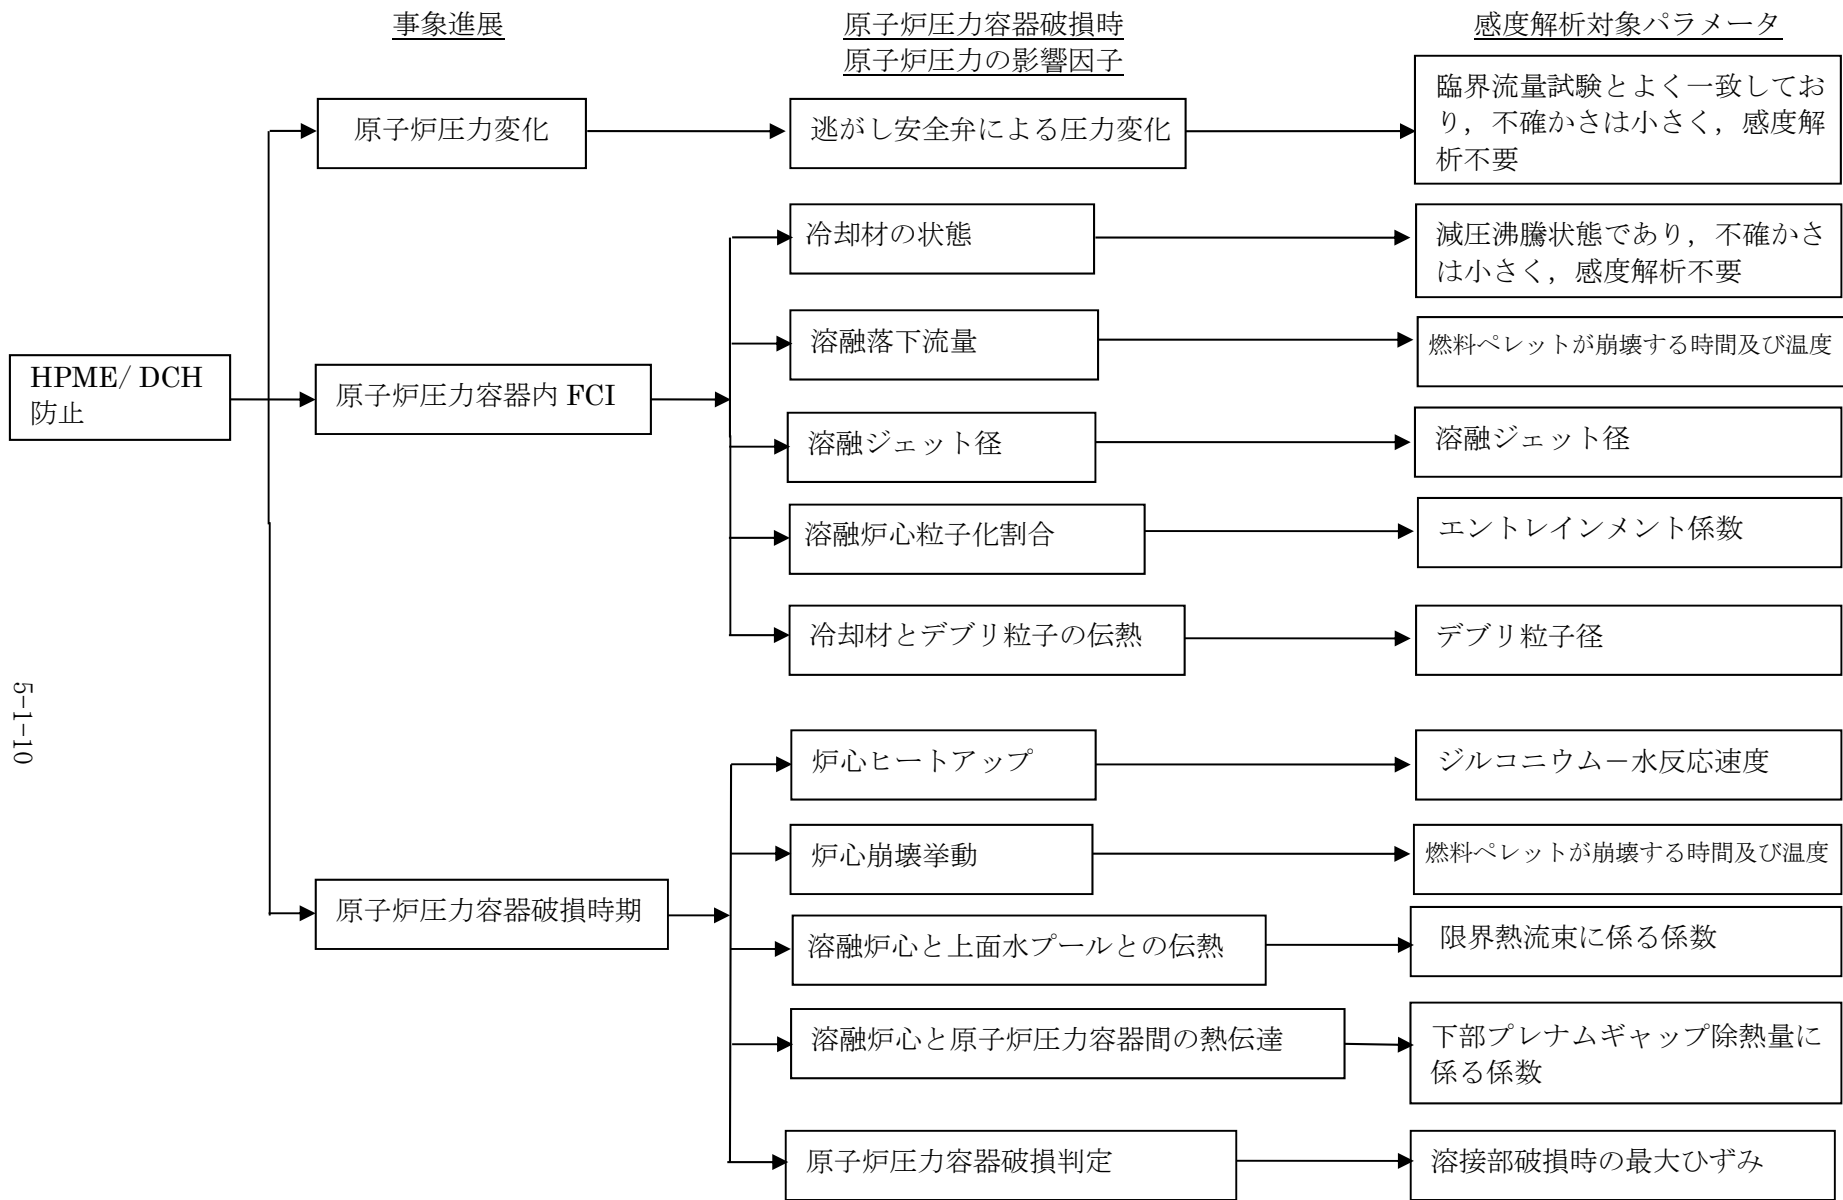 事象進展
原子炉圧力容器破損時
原子炉圧力の影響因子
感度解析対象パラメータ
原子炉圧力変化
逃がし安全弁による圧力変化
臨界流量試験とよく一致してお
り，不確かさは小さく，感度解
析不要
冷却材の状態
減圧沸騰状態であり，不確かさ
は小さく，感度解析不要
溶融落下流量
燃料ペレットが崩壊する時間及び温度
HPME/ DCH
防止
原子炉圧力容器内 FCI
溶融ジェット径
溶融ジェット径
溶融炉心粒子化割合
エントレインメント係数
冷却材とデブリ粒子の伝熱
デブリ粒子径
炉心ヒートアップ
ジルコニウム－水反応速度
炉心崩壊挙動
燃料ペレットが崩壊する時間及び温度
原子炉圧力容器破損時期
溶融炉心と上面水プールとの伝熱
限界熱流束に係る係数
溶融炉心と原子炉圧力容器間の熱伝達
下部プレナムギャップ除熱量に
係る係数
原子炉圧力容器破損判定
溶接部破損時の最大ひずみ
5-1-10